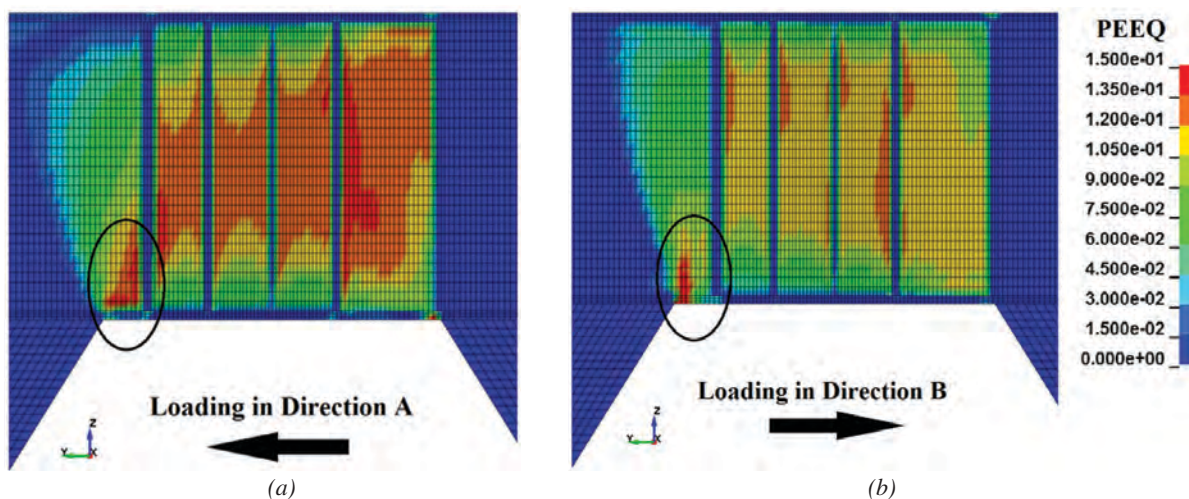 PEEQ
1.500e-01
1.350e-01
1.200e-01
1.050e-01
9.000e-02
7.500e-02
6.000e-02
4.500e-02
3.000e-02
1.500e-02
0.000e+00
Loading in Direction A
Z
Y
X
(a)
Loading in Direction B
Z
Y
X
(b)